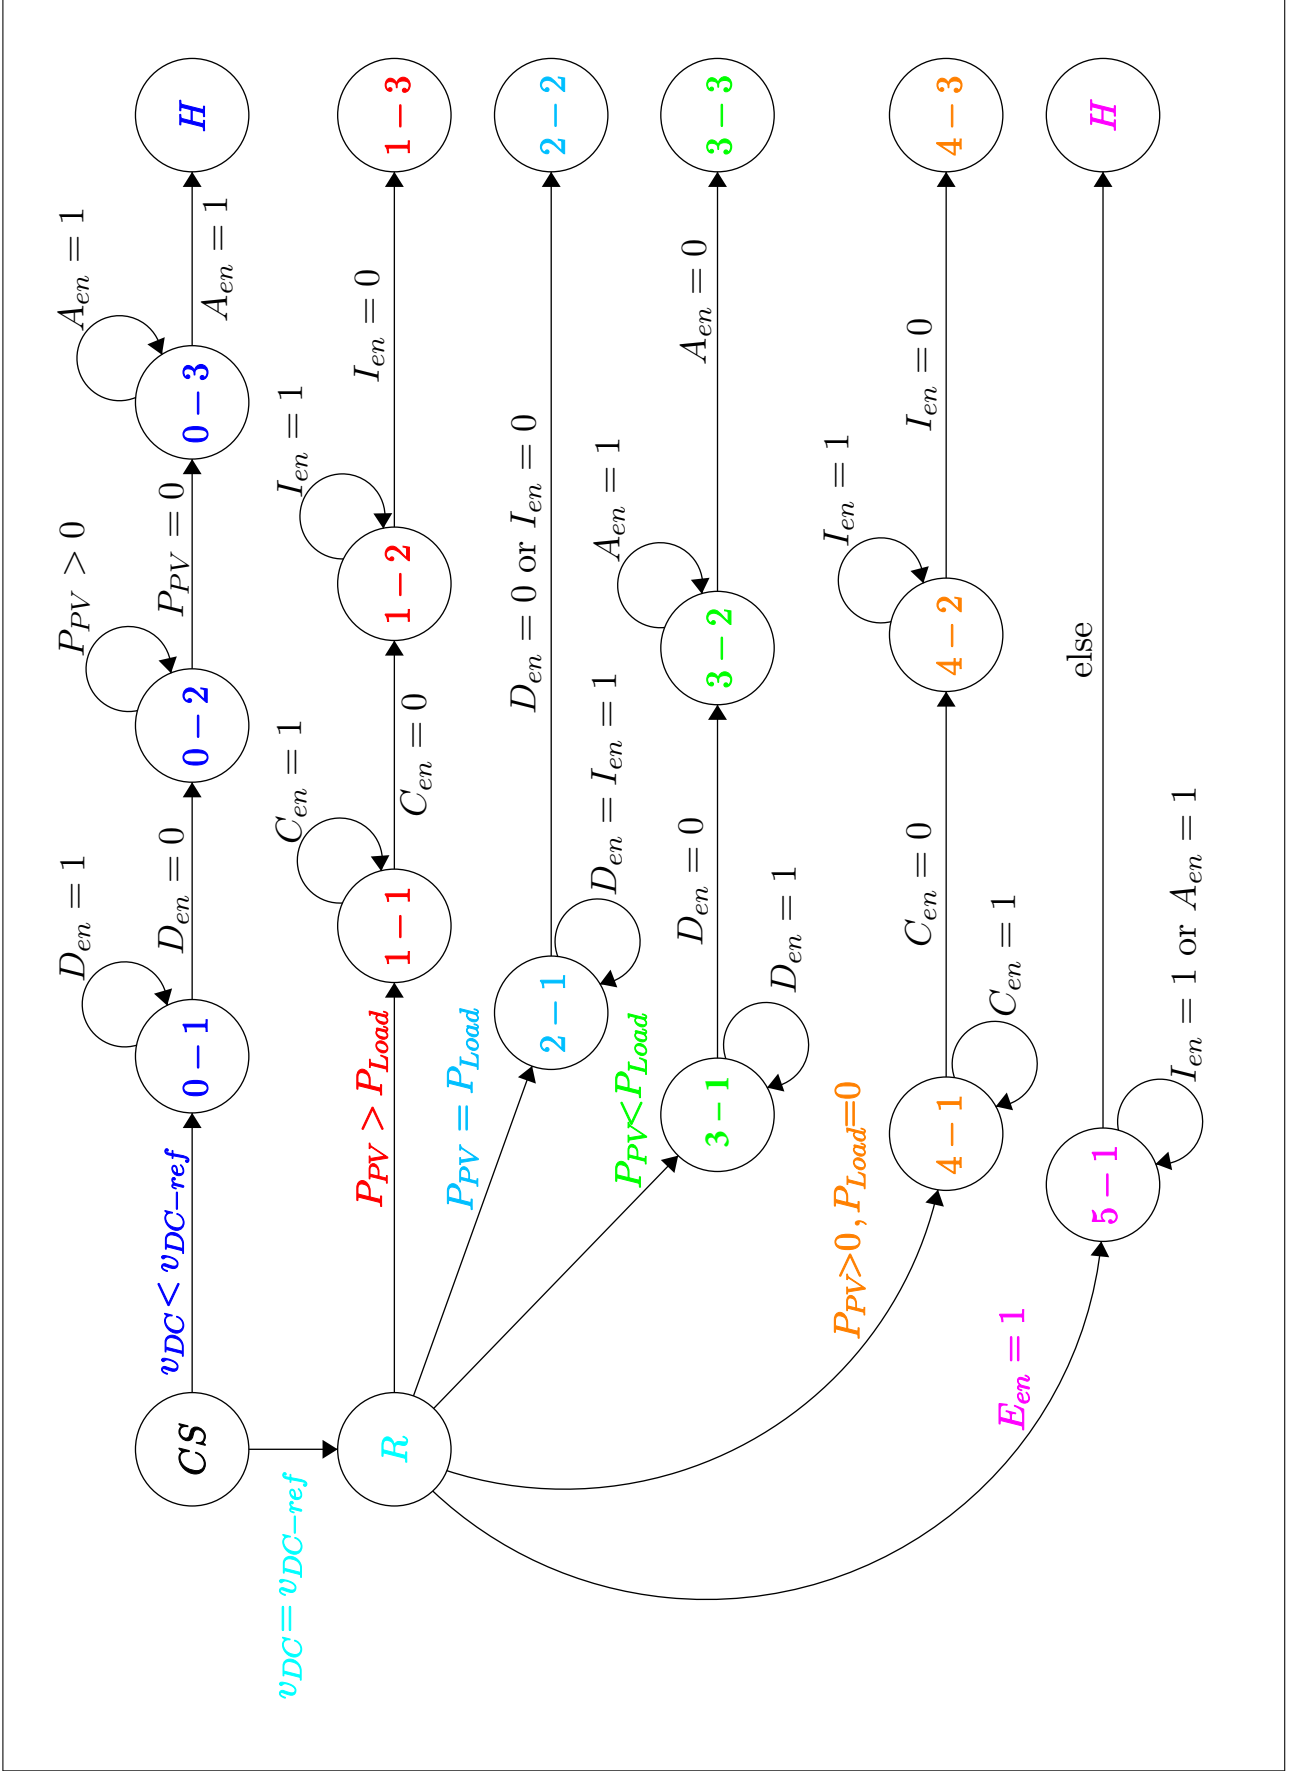 CS
v_{DC} < v_{DC-ref}
0 − 1
D_{en} = 1
D_{en} = 0
0 − 2
P_{PV} > 0
P_{PV} = 0
0 − 3
A_{en} = 1
A_{en} = 1
H
v_{DC} = v_{DC-ref}
R
P_{PV} > P_{Load}
1 − 1
C_{en} = 1
C_{en} = 0
1 − 2
I_{en} = 1
I_{en} = 0
1 − 3
P_{PV} = P_{Load}
2 − 1
D_{en} = I_{en} = 1
D_{en} = 0 or I_{en} = 0
2 − 2
P_{PV} < P_{Load}
3 − 1
D_{en} = 1
D_{en} = 0
3 − 2
A_{en} = 1
A_{en} = 0
3 − 3
P_{PV} > 0, P_{Load} = 0
4 − 1
C_{en} = 1
C_{en} = 0
4 − 2
I_{en} = 1
I_{en} = 0
4 − 3
E_{en} = 1
5 − 1
I_{en} = 1 or A_{en} = 1
else
H